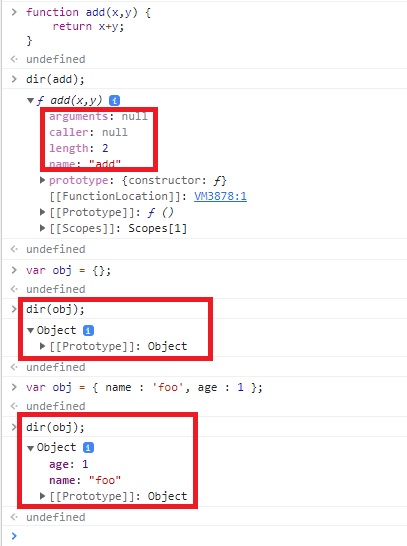 > function add(x,y) {
return x+y;
}
<· undefined
> dir(add);
▼ƒ add(x,y) i
arguments: null
caller: null
length: 2
name: "add"
▶ prototype: {constructor: ƒ}
[[FunctionLocation]]: VM3878:1
▶ [[Prototype]]: ƒ ()
▶ [[Scopes]]: Scopes[1]
<· undefined
> var obj = {};
<· undefined
> dir(obj);
▼Object i
▶ [[Prototype]]: Object
<· undefined
> var obj = { name : 'foo', age : 1 };
<· undefined
> dir(obj);
▼Object i
age: 1
name: "foo"
▶ [[Prototype]]: Object
<· undefined
>